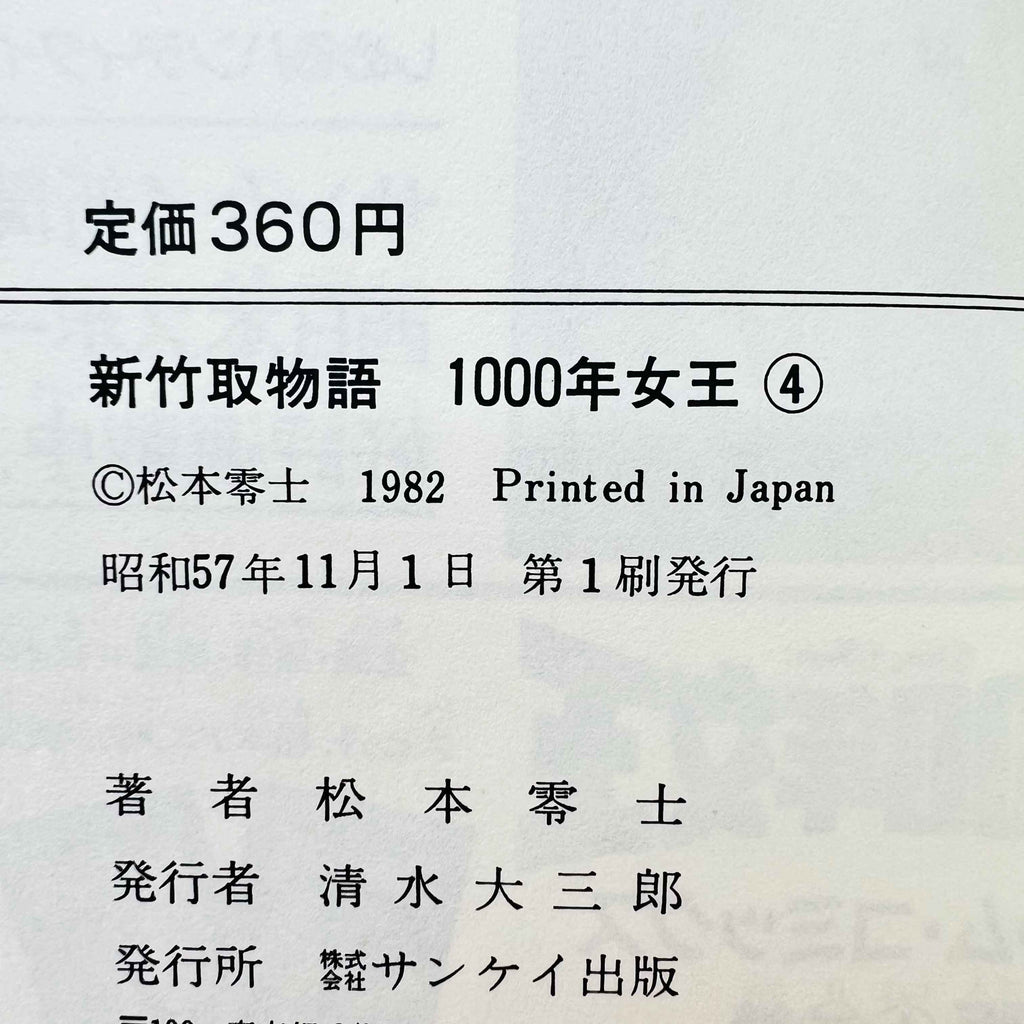 定価360円
新竹取物語　1000年女王 ④
©松本零士　1982　Printed in Japan
昭和57年11月1日　第1刷発行
著者　松本零士
発行者　清水大三郎
発行所　株式会社サンケイ出版